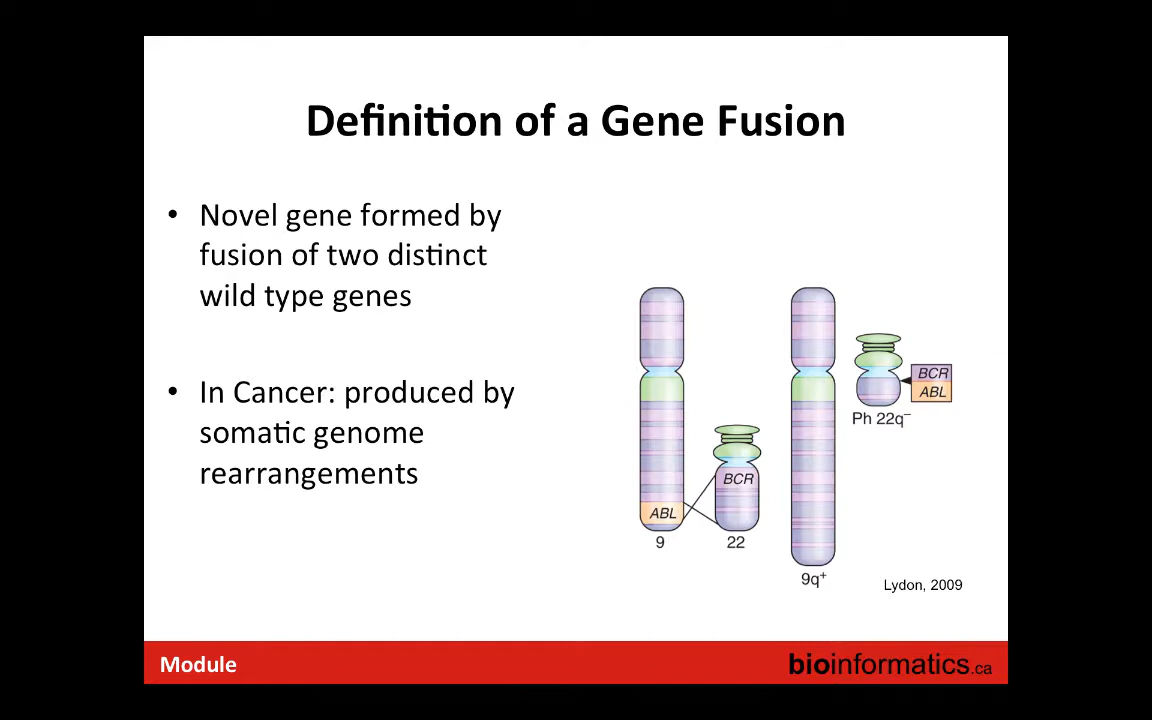 Definition of a Gene Fusion
• Novel gene formed by
fusion of two distinct
wild type genes
• In Cancer: produced by
somatic genome
rearrangements
ABL
9
BCR
22
9q⁺
BCR
ABL
Ph 22q⁻
Lydon, 2009
Module
bioinformatics.ca